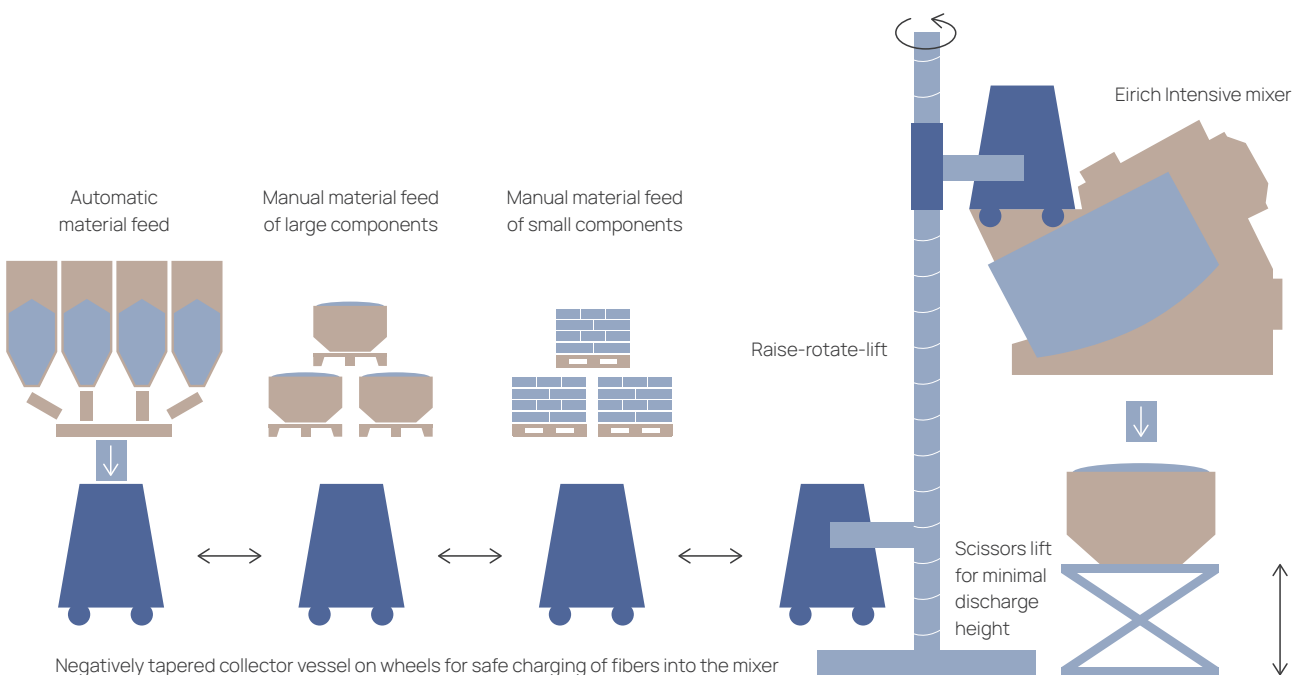 Eirich Intensive mixer
Automatic
material feed
Manual material feed
of large components
Manual material feed
of small components
Raise-rotate-lift
Scissors lift
for minimal
discharge
height
Negatively tapered collector vessel on wheels for safe charging of fibers into the mixer